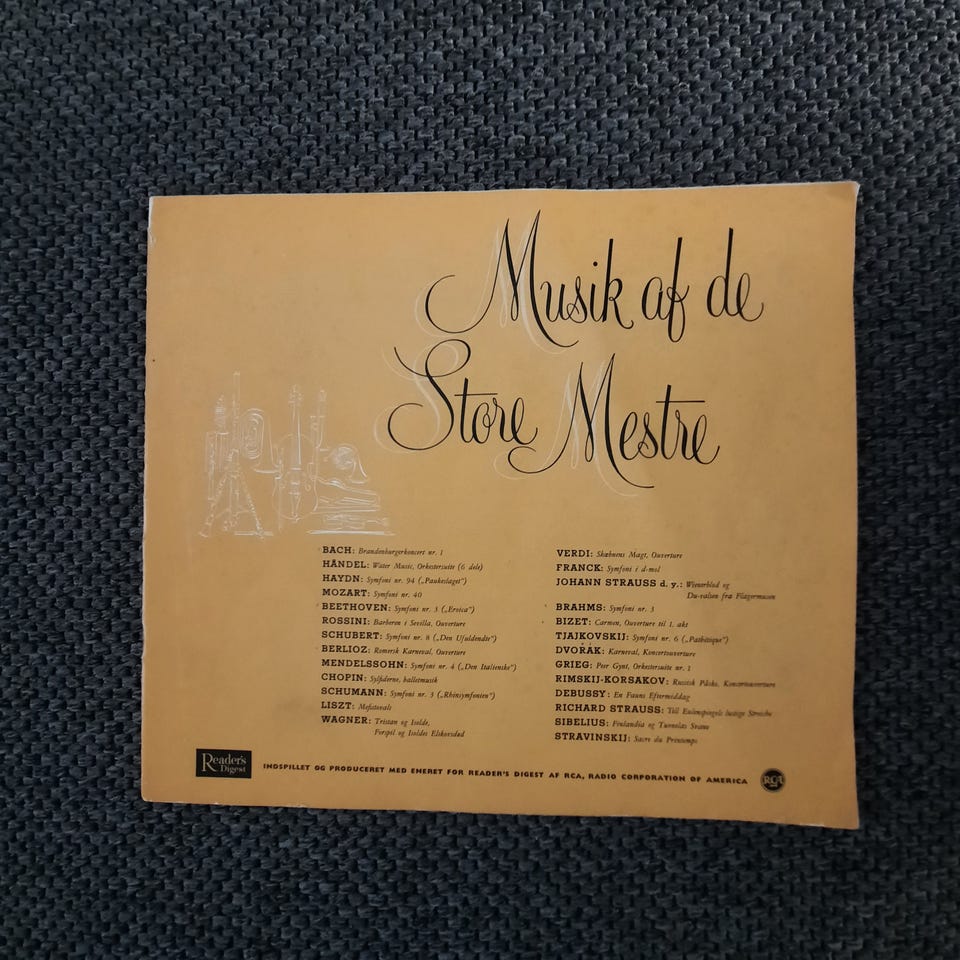 Musik af de
Store Mestre
BACH: Brandenburgerkoncert nr. 1
HÄNDEL: Water Music, Orkestersuite (6 dele)
HAYDN: Symfoni nr. 94 („Paukeslaget”)
MOZART: Symfoni nr. 40
BEETHOVEN: Symfoni nr. 3 („Eroica”)
ROSSINI: Barberen i Sevilla, Ouverture
SCHUBERT: Symfoni nr. 8 („Den Ufuldendte”)
BERLIOZ: Romersk Karneval, Ouverture
MENDELSSOHN: Symfoni nr. 4 („Den Italienske”)
CHOPIN: Sylfiderne, balletmusik
SCHUMANN: Symfoni nr. 3 („Rhinsymfonien”)
LISZT: Mefistovals
WAGNER: Tristan og Isolde,
Forspil og Isoldes Elskovsdød
VERDI: Skæbnens Magt, Ouverture
FRANCK: Symfoni i d-mol
JOHANN STRAUSS d. y.: Wienerblod og
Du-valsen fra Flagermusen
BRAHMS: Symfoni nr. 3
BIZET: Carmen, Ouverture til 1. akt
TJAJKOVSKIJ: Symfoni nr. 6 („Pathétique”)
DVOŘÁK: Karneval, Koncertouverture
GRIEG: Peer Gynt, Orkestersuite nr. 1
RIMSKIJ-KORSAKOV: Russisk Påske, Koncertouverture
DEBUSSY: En Fauns Eftermiddag
RICHARD STRAUSS: Till Eulenspiegels lustige Streiche
SIBELIUS: Finlandia og Tuonelas Svane
STRAVINSKIJ: Sacre du Printemps
Reader's
Digest
INDSPILLET OG PRODUCERET MED ENERET FOR READER'S DIGEST AF RCA, RADIO CORPORATION OF AMERICA
RCA